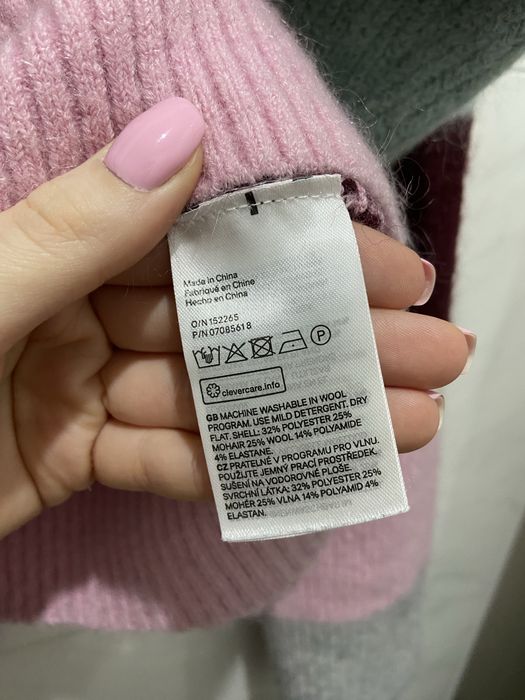 Made in China
Fabriqué en Chine
Hecho en China
O/N 152265
P/N 07085618
P
clevercare.info
GB MACHINE WASHABLE IN WOOL
PROGRAM. USE MILD DETERGENT. DRY
FLAT. SHELL: 32% POLYESTER 25%
MOHAIR 25% WOOL 14% POLYAMIDE
4% ELASTANE.
CZ PRATELNÉ V PROGRAMU PRO VLNU.
POUŽIJTE JEMNÝ PRACÍ PROSTŘEDEK.
SUŠENÍ NA VODOROVNÉ PLOŠE.
SVRCHNÍ LÁTKA: 32% POLYESTER 25%
MOHÉR 25% VLNA 14% POLYAMID 4%
ELASTAN.